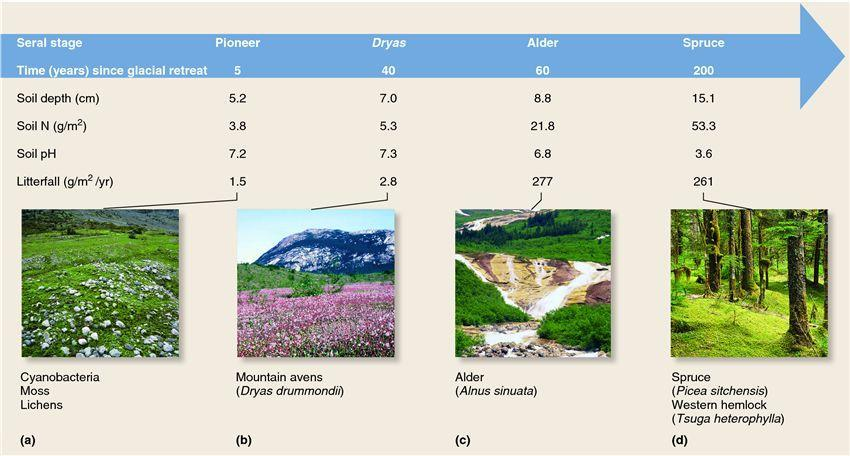 Seral stage Pioneer Dryas Alder Spruce
Time (years) since glacial retreat 5 40 60 200
Soil depth (cm) 5.2 7.0 8.8 15.1
Soil N (g/m²) 3.8 5.3 21.8 53.3
Soil pH 7.2 7.3 6.8 3.6
Litterfall (g/m² /yr) 1.5 2.8 277 261
Cyanobacteria
Moss
Lichens
(a)
Mountain avens
(Dryas drummondii)
(b)
Alder
(Alnus sinuata)
(c)
Spruce
(Picea sitchensis)
Western hemlock
(Tsuga heterophylla)
(d)